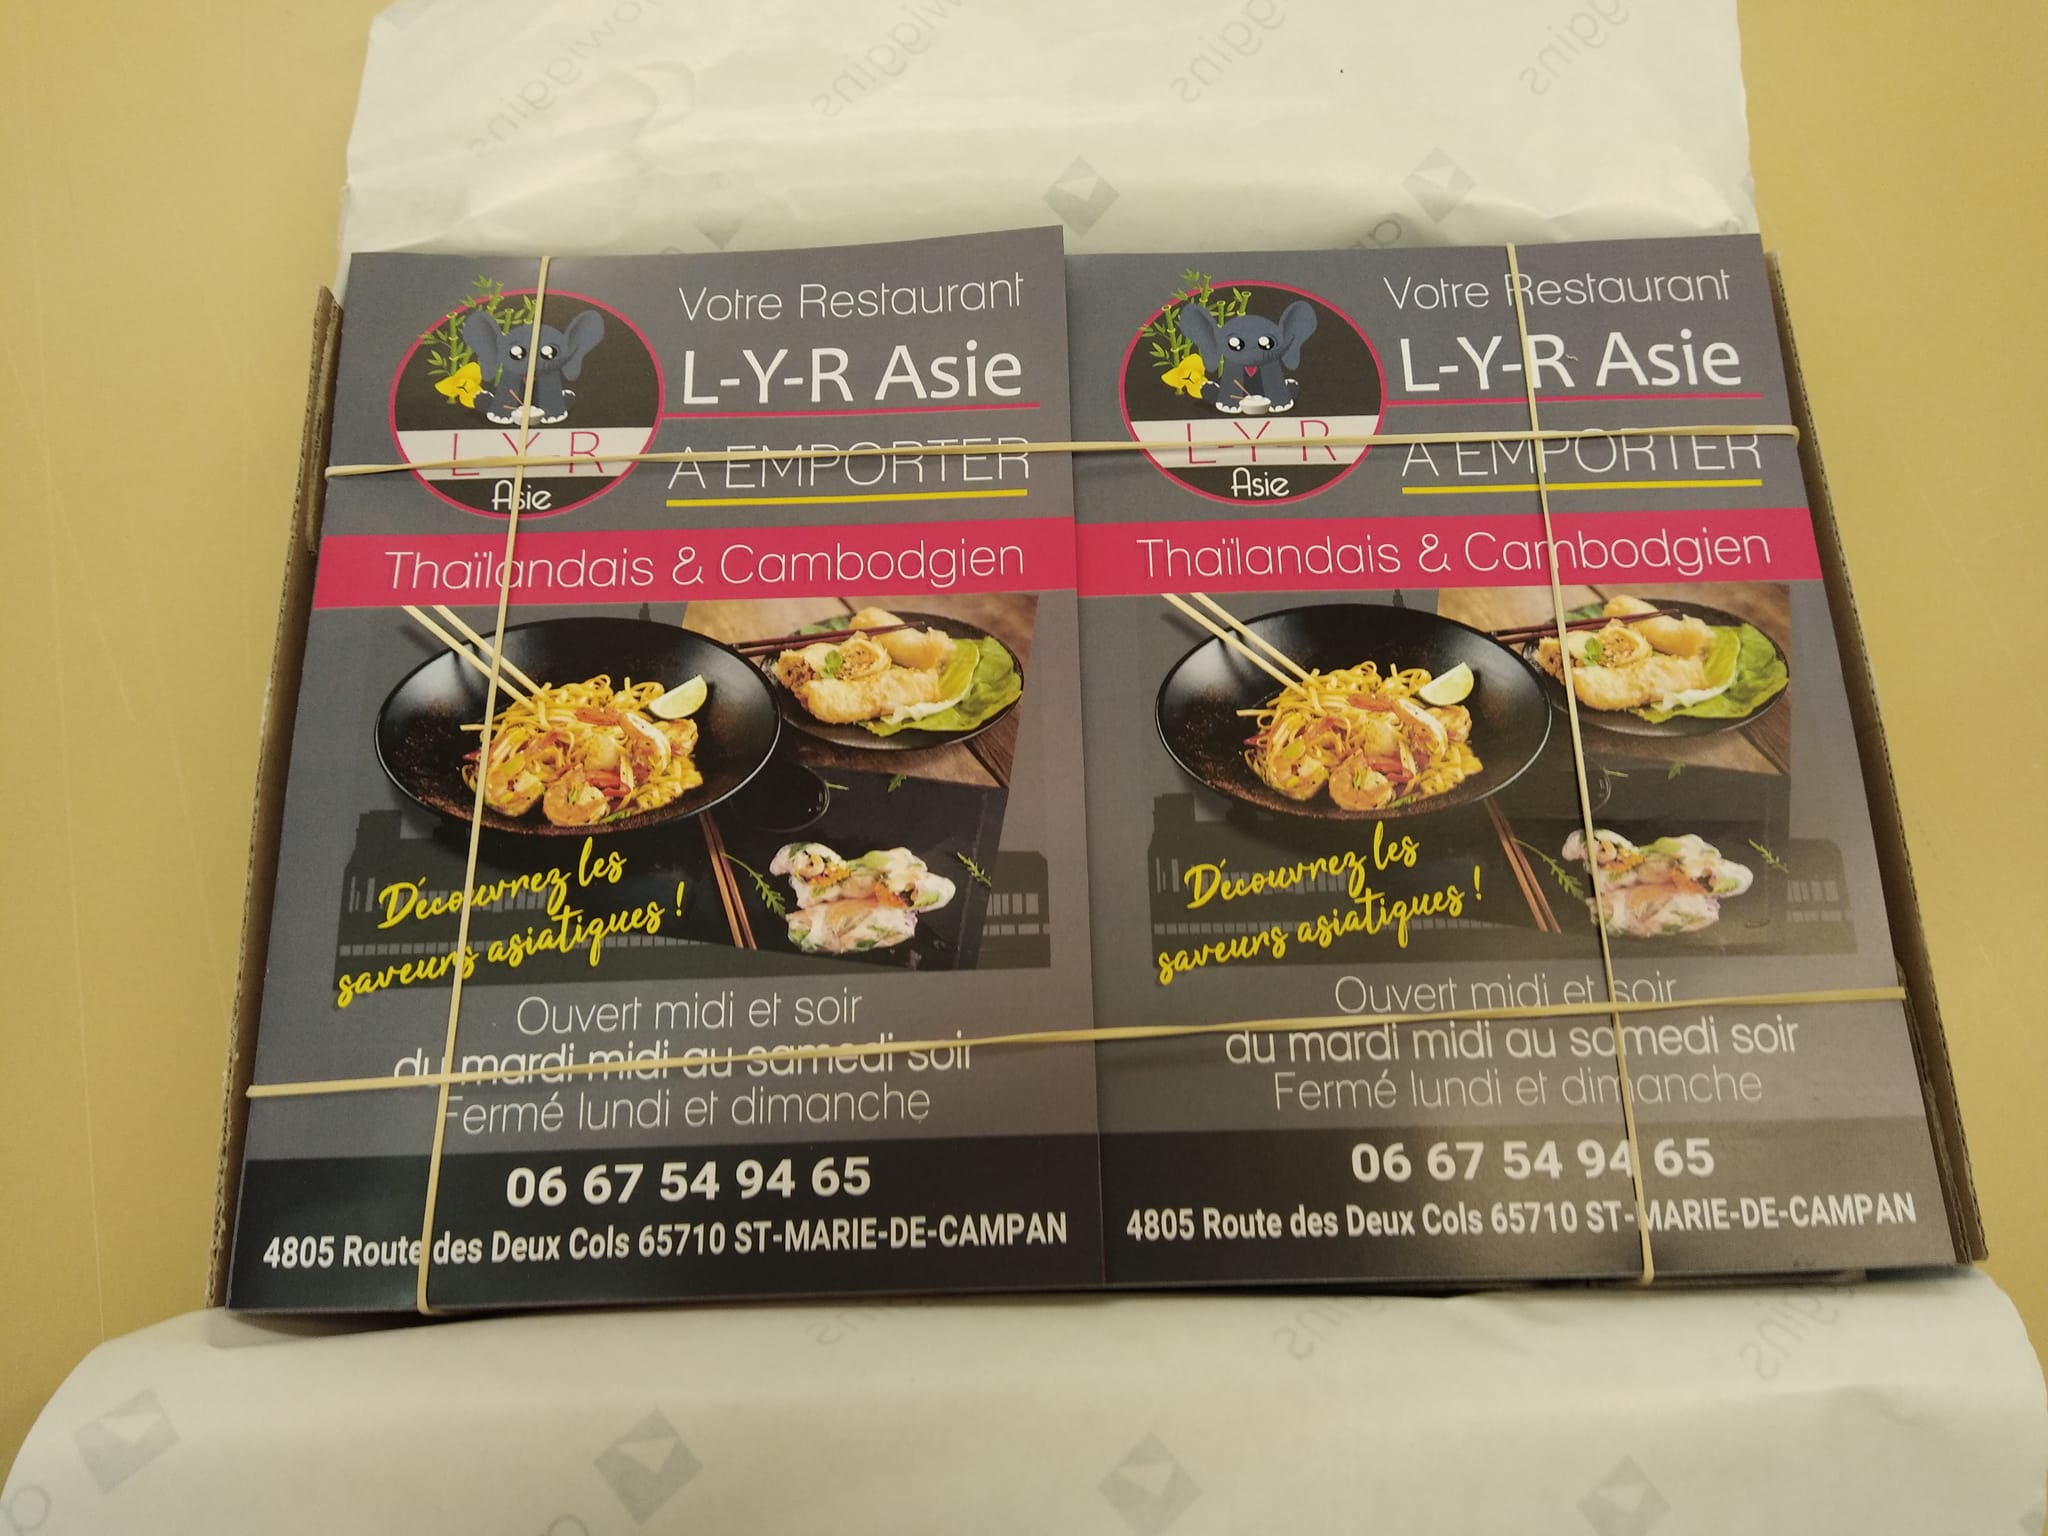 Votre Restaurant
L-Y-R Asie
A EMPORTER
L-Y-R
Asie
Thaïlandais & Cambodgien
Découvrez les
saveurs asiatiques !
Ouvert midi et soir
du mardi midi au samedi soir
Fermé lundi et dimanche
06 67 54 94 65
4805 Route des Deux Cols 65710 ST-MARIE-DE-CAMPAN
Votre Restaurant
L-Y-R Asie
A EMPORTER
L-Y-R
Asie
Thaïlandais & Cambodgien
Découvrez les
saveurs asiatiques !
Ouvert midi et soir
du mardi midi au samedi soir
Fermé lundi et dimanche
06 67 54 94 65
4805 Route des Deux Cols 65710 ST-MARIE-DE-CAMPAN